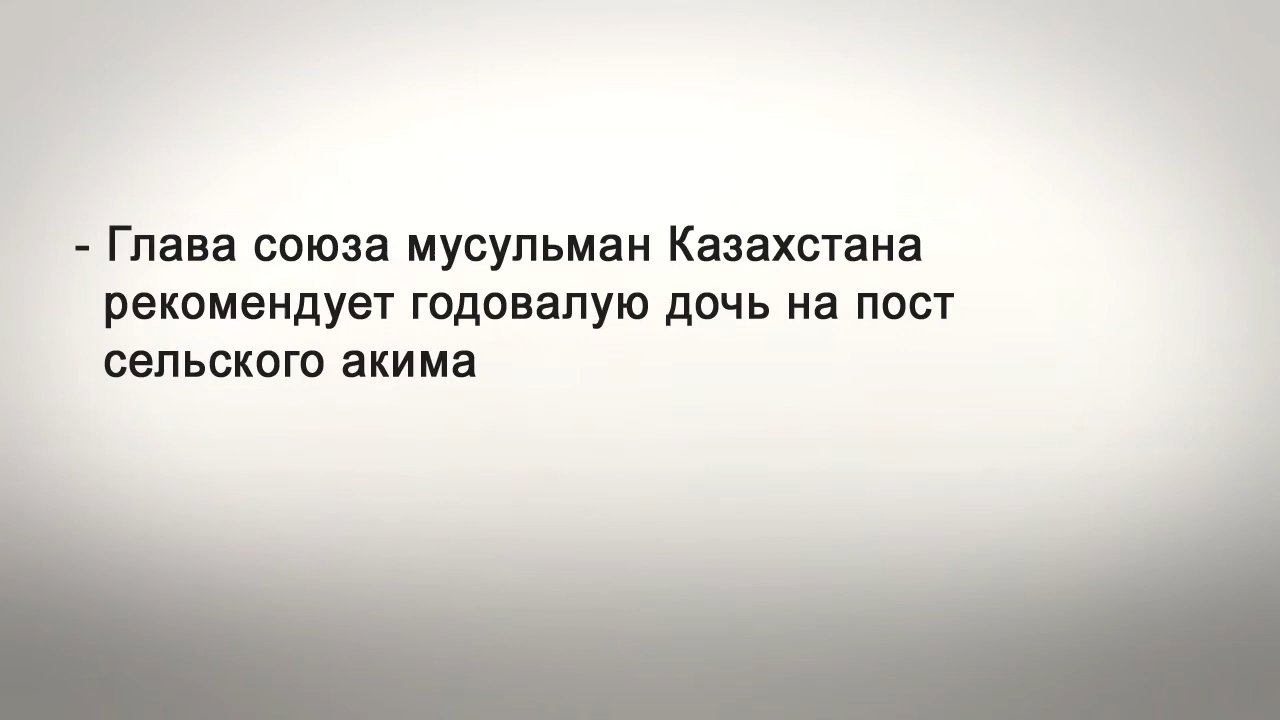 - Глава союза мусульман Казахстана
рекомендует годовалую дочь на пост
сельского акима